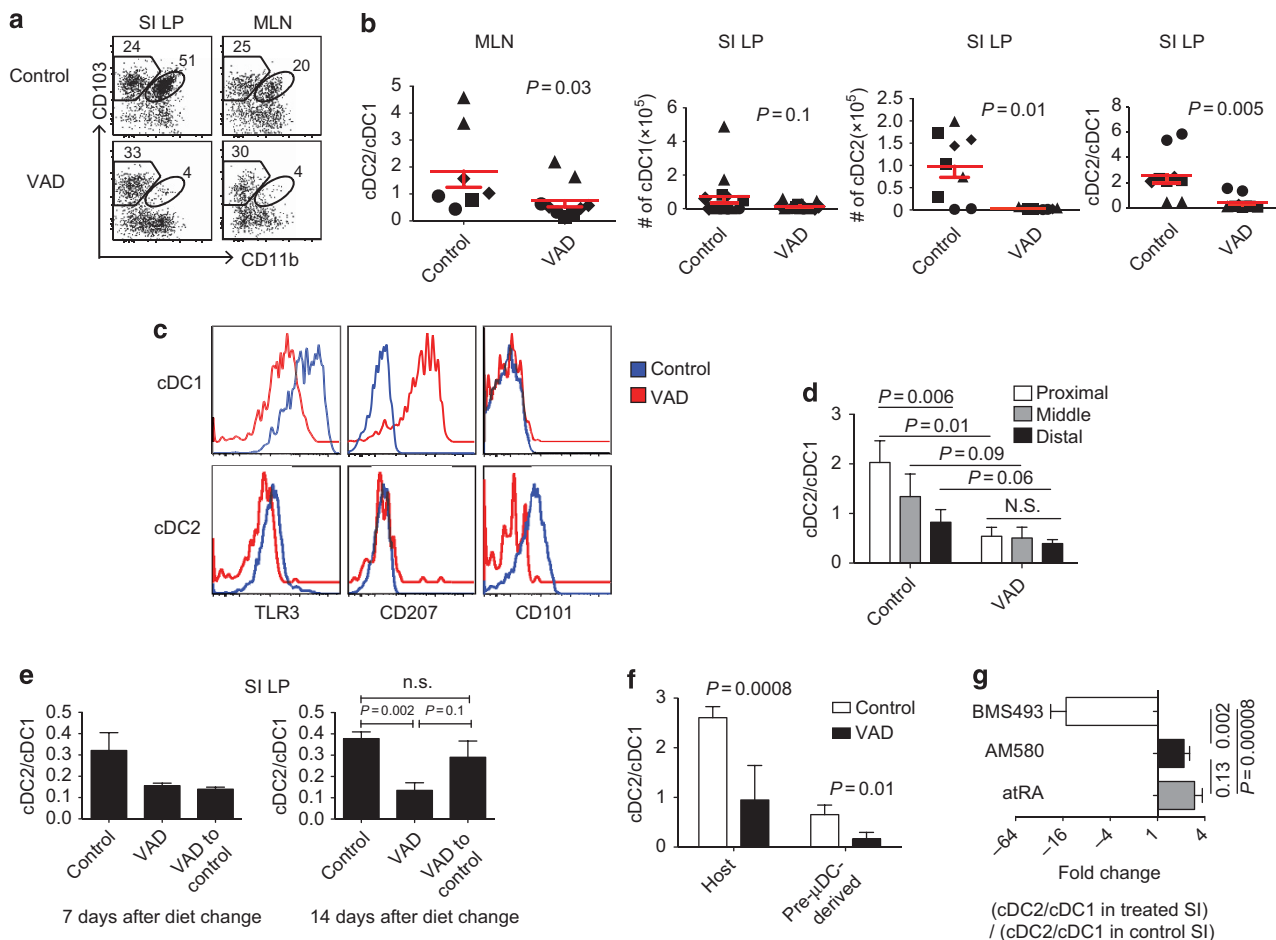 a
SI LP MLN
Control
24 51 25 20
CD103
VAD
33 4 30 4
CD11b
b
MLN
cDC2/cDC1
5
4
3
2
1
0
P = 0.03
Control VAD
SI LP
# of cDC1(×10⁵)
6
4
2
0
P = 0.1
Control VAD
SI LP
# of cDC2(×10⁵)
2.5
2.0
1.5
1.0
0.5
0
P = 0.01
Control VAD
SI LP
cDC2/cDC1
8
6
4
2
0
P = 0.005
Control VAD
c
cDC1
cDC2
TLR3 CD207 CD101
Control
VAD
d
Proximal
Middle
Distal
P = 0.006
P = 0.01
P = 0.09
P = 0.06
N.S.
cDC2/cDC1
3
2
1
0
Control VAD
e
SI LP
cDC2/cDC1
0.5
0.4
0.3
0.2
0.1
0.0
Control VAD VAD to control
7 days after diet change
cDC2/cDC1
0.5
0.4
0.3
0.2
0.1
0.0
n.s.
P = 0.002 P = 0.1
Control VAD VAD to control
14 days after diet change
f
P = 0.0008
Control
VAD
P = 0.01
cDC2/cDC1
3
2
1
0
Host Pre-μDC-derived
g
BMS493
AM580
atRA
0.002
0.13
P = 0.00008
–64 –16 –4 1 4
Fold change
(cDC2/cDC1 in treated SI)
/ (cDC2/cDC1 in control SI)